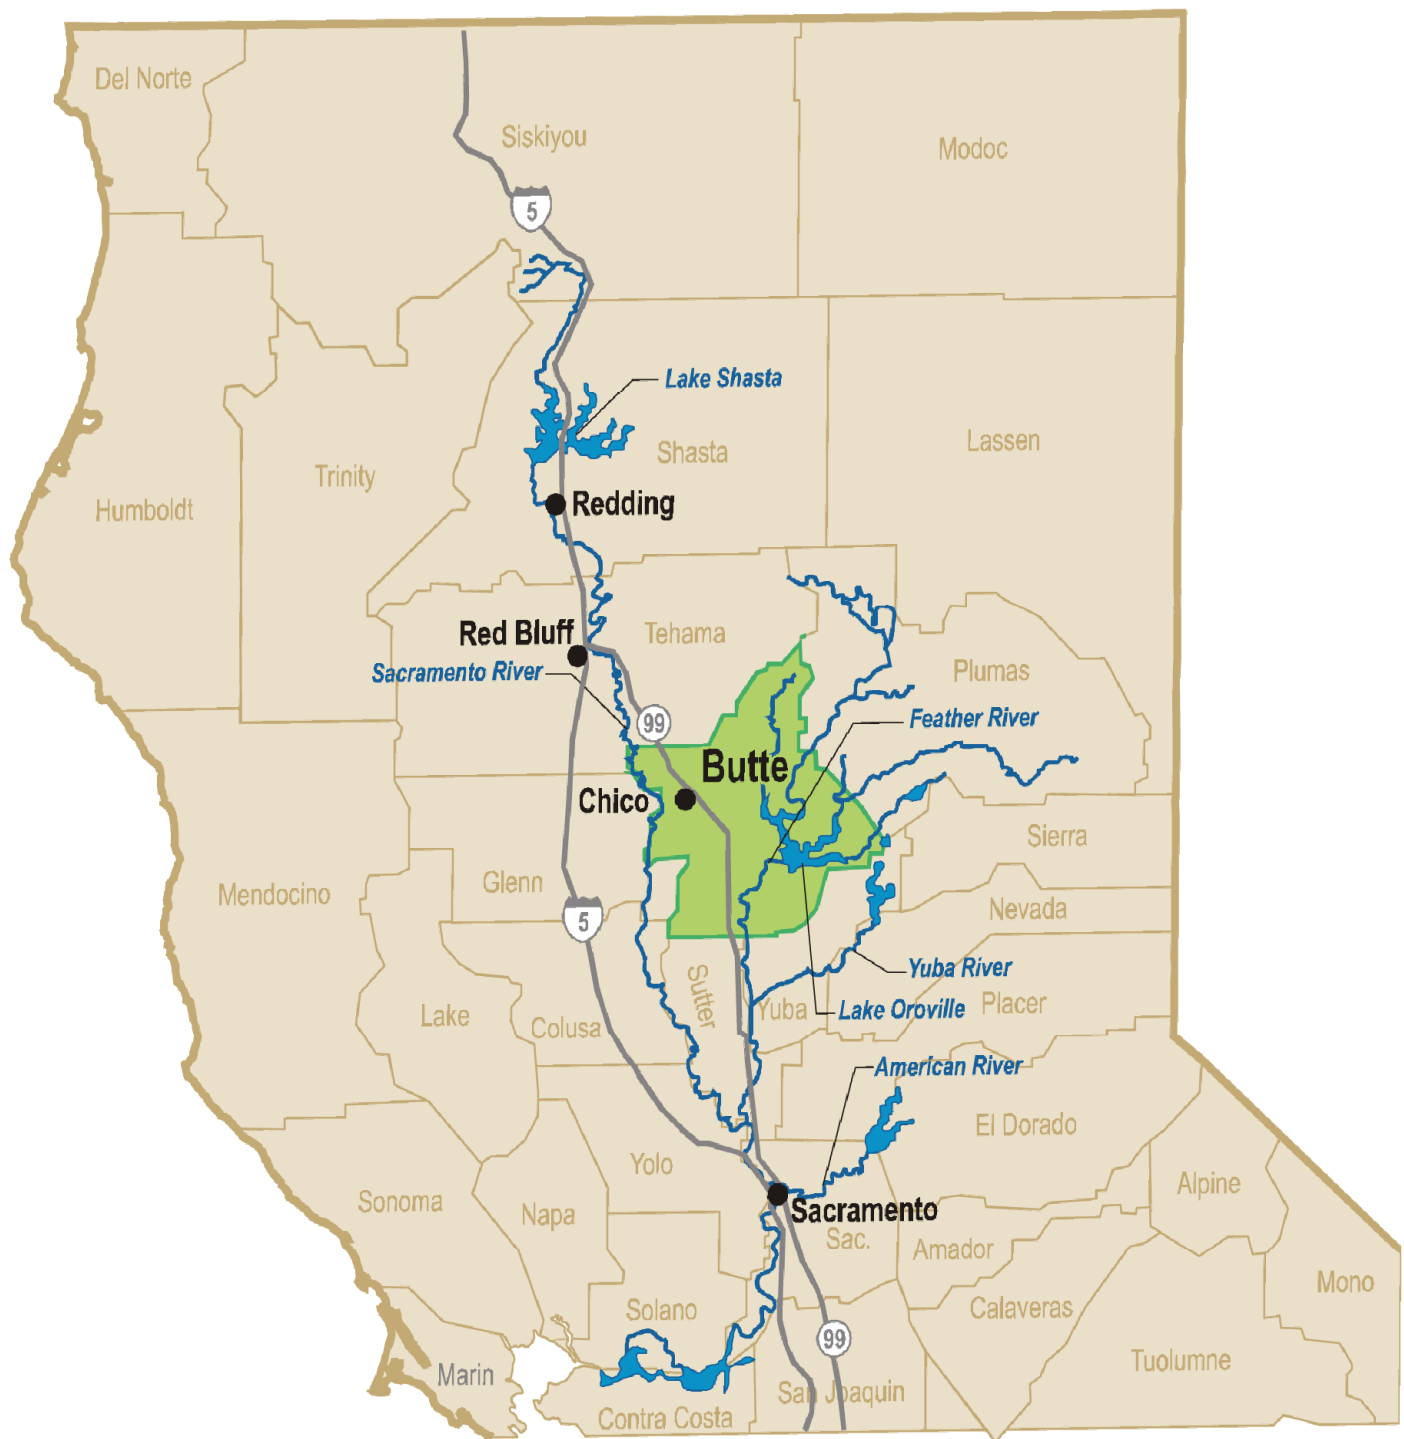 Del Norte
Siskiyou
Modoc
5
Lake Shasta
Lassen
Shasta
Trinity
Redding
Humboldt
Red Bluff
Tehama
Sacramento River
Plumas
Feather River
99
Butte
Chico
Sierra
Glenn
Mendocino
Nevada
5
Yuba River
Sutter
Placer
Yuba
Lake Oroville
Lake
Colusa
American River
El Dorado
Yolo
Alpine
Sonoma
Napa
Sacramento
Sac.
Amador
Mono
Solano
Calaveras
99
Tuolumne
Marin
San Joaquin
Contra Costa